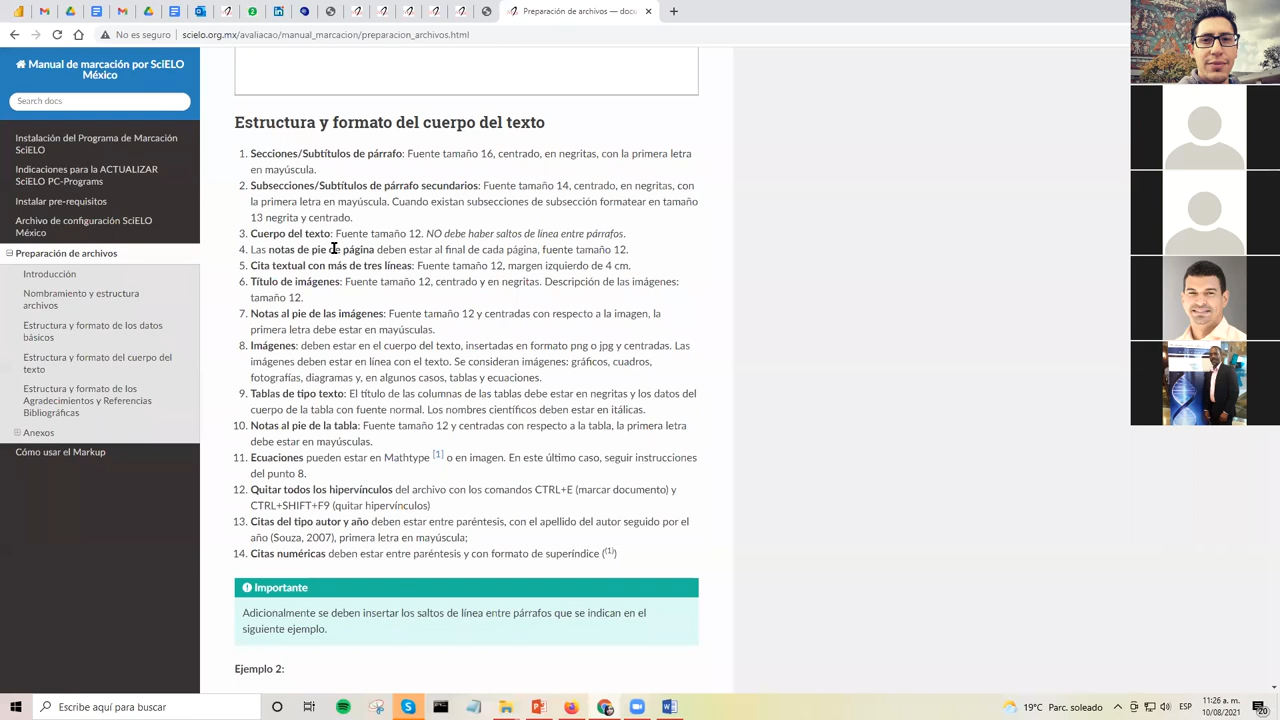 Preparación de archivos — docu
No es seguro
scielo.org.mx/avaliacao/manual_marcacion/preparacion_archivos.html
Manual de marcación por SciELO
México
Search docs
Instalación del Programa de Marcación
SciELO
Indicaciones para la ACTUALIZAR
SciELO PC-Programs
Instalar pre-requisitos
Archivo de configuración SciELO
México
Preparación de archivos
Introducción
Nombramiento y estructura
archivos
Estructura y formato de los datos
básicos
Estructura y formato del cuerpo del
texto
Estructura y formato de los
Agradecimientos y Referencias
Bibliográficas
Anexos
Cómo usar el Markup
Estructura y formato del cuerpo del texto
1. Secciones/Subtítulos de párrafo: Fuente tamaño 16, centrado, en negritas, con la primera letra
en mayúscula.
2. Subsecciones/Subtítulos de párrafo secundarios: Fuente tamaño 14, centrado, en negritas, con
la primera letra en mayúscula. Cuando existan subsecciones de subsección formatear en tamaño
13 negrita y centrado.
3. Cuerpo del texto: Fuente tamaño 12. NO debe haber saltos de línea entre párrafos.
4. Las notas de pie de página deben estar al final de cada página, fuente tamaño 12.
5. Cita textual con más de tres líneas: Fuente tamaño 12, margen izquierdo de 4 cm.
6. Título de imágenes: Fuente tamaño 12, centrado y en negritas. Descripción de las imágenes:
tamaño 12.
7. Notas al pie de las imágenes: Fuente tamaño 12 y centradas con respecto a la imagen, la
primera letra debe estar en mayúsculas.
8. Imágenes: deben estar en el cuerpo del texto, insertadas en formato png o jpg y centradas. Las
imágenes deben estar en línea con el texto. Se consideran imágenes: gráficos, cuadros,
fotografías, diagramas y, en algunos casos, tablas y ecuaciones.
9. Tablas de tipo texto: El título de las columnas de las tablas debe estar en negritas y los datos del
cuerpo de la tabla con fuente normal. Los nombres científicos deben estar en itálicas.
10. Notas al pie de la tabla: Fuente tamaño 12 y centradas con respecto a la tabla, la primera letra
debe estar en mayúsculas.
11. Ecuaciones pueden estar en Mathtype [1] o en imagen. En este último caso, seguir instrucciones
del punto 8.
12. Quitar todos los hipervínculos del archivo con los comandos CTRL+E (marcar documento) y
CTRL+SHIFT+F9 (quitar hipervínculos)
13. Citas del tipo autor y año deben estar entre paréntesis, con el apellido del autor seguido por el
año (Souza, 2007), primera letra en mayúscula;
14. Citas numéricas deben estar entre paréntesis y con formato de superíndice ((1))
Importante
Adicionalmente se deben insertar los saltos de línea entre párrafos que se indican en el
siguiente ejemplo.
Ejemplo 2:
Escribe aquí para buscar
19°C Parc. soleado
ESP
11:26 a. m.
10/08/2021
20